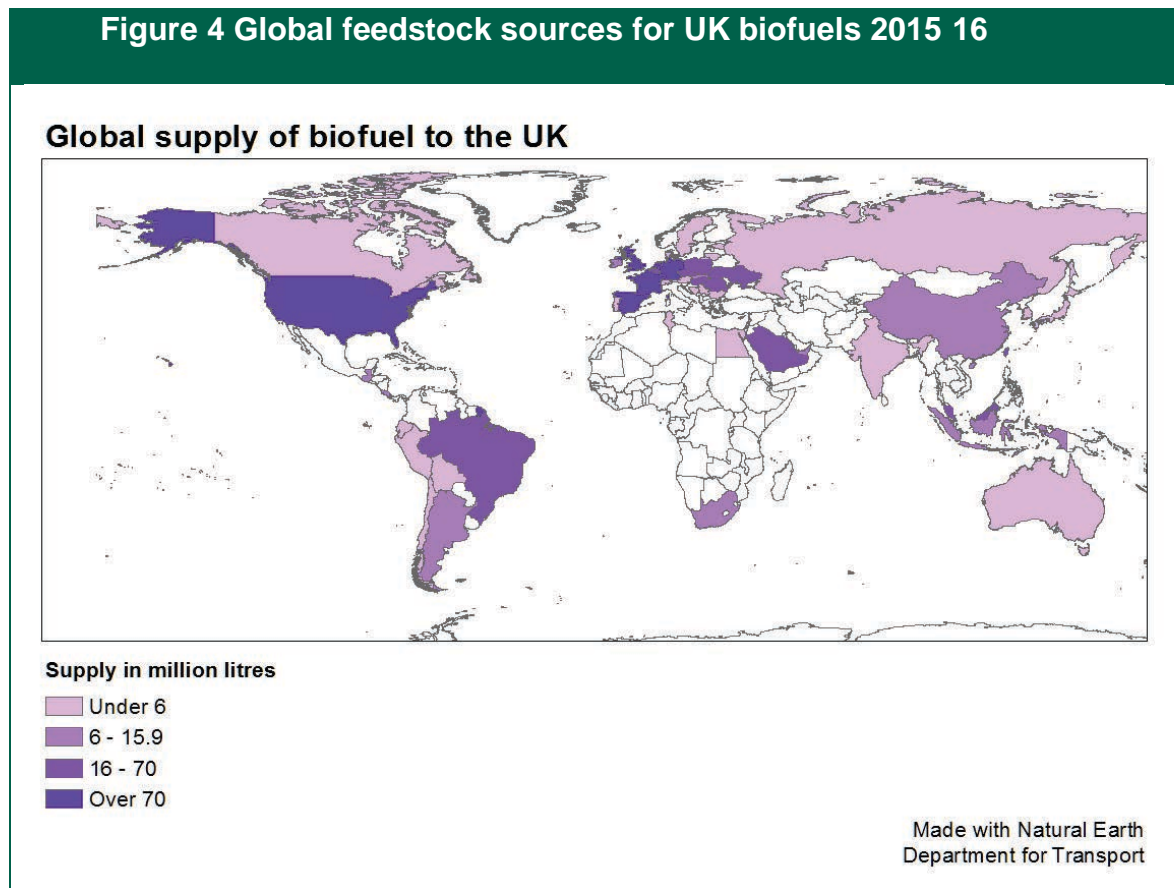 Figure 4 Global feedstock sources for UK biofuels 2015 16
Global supply of biofuel to the UK
Supply in million litres
Under 6
6 - 15.9
16 - 70
Over 70
Made with Natural Earth
Department for Transport